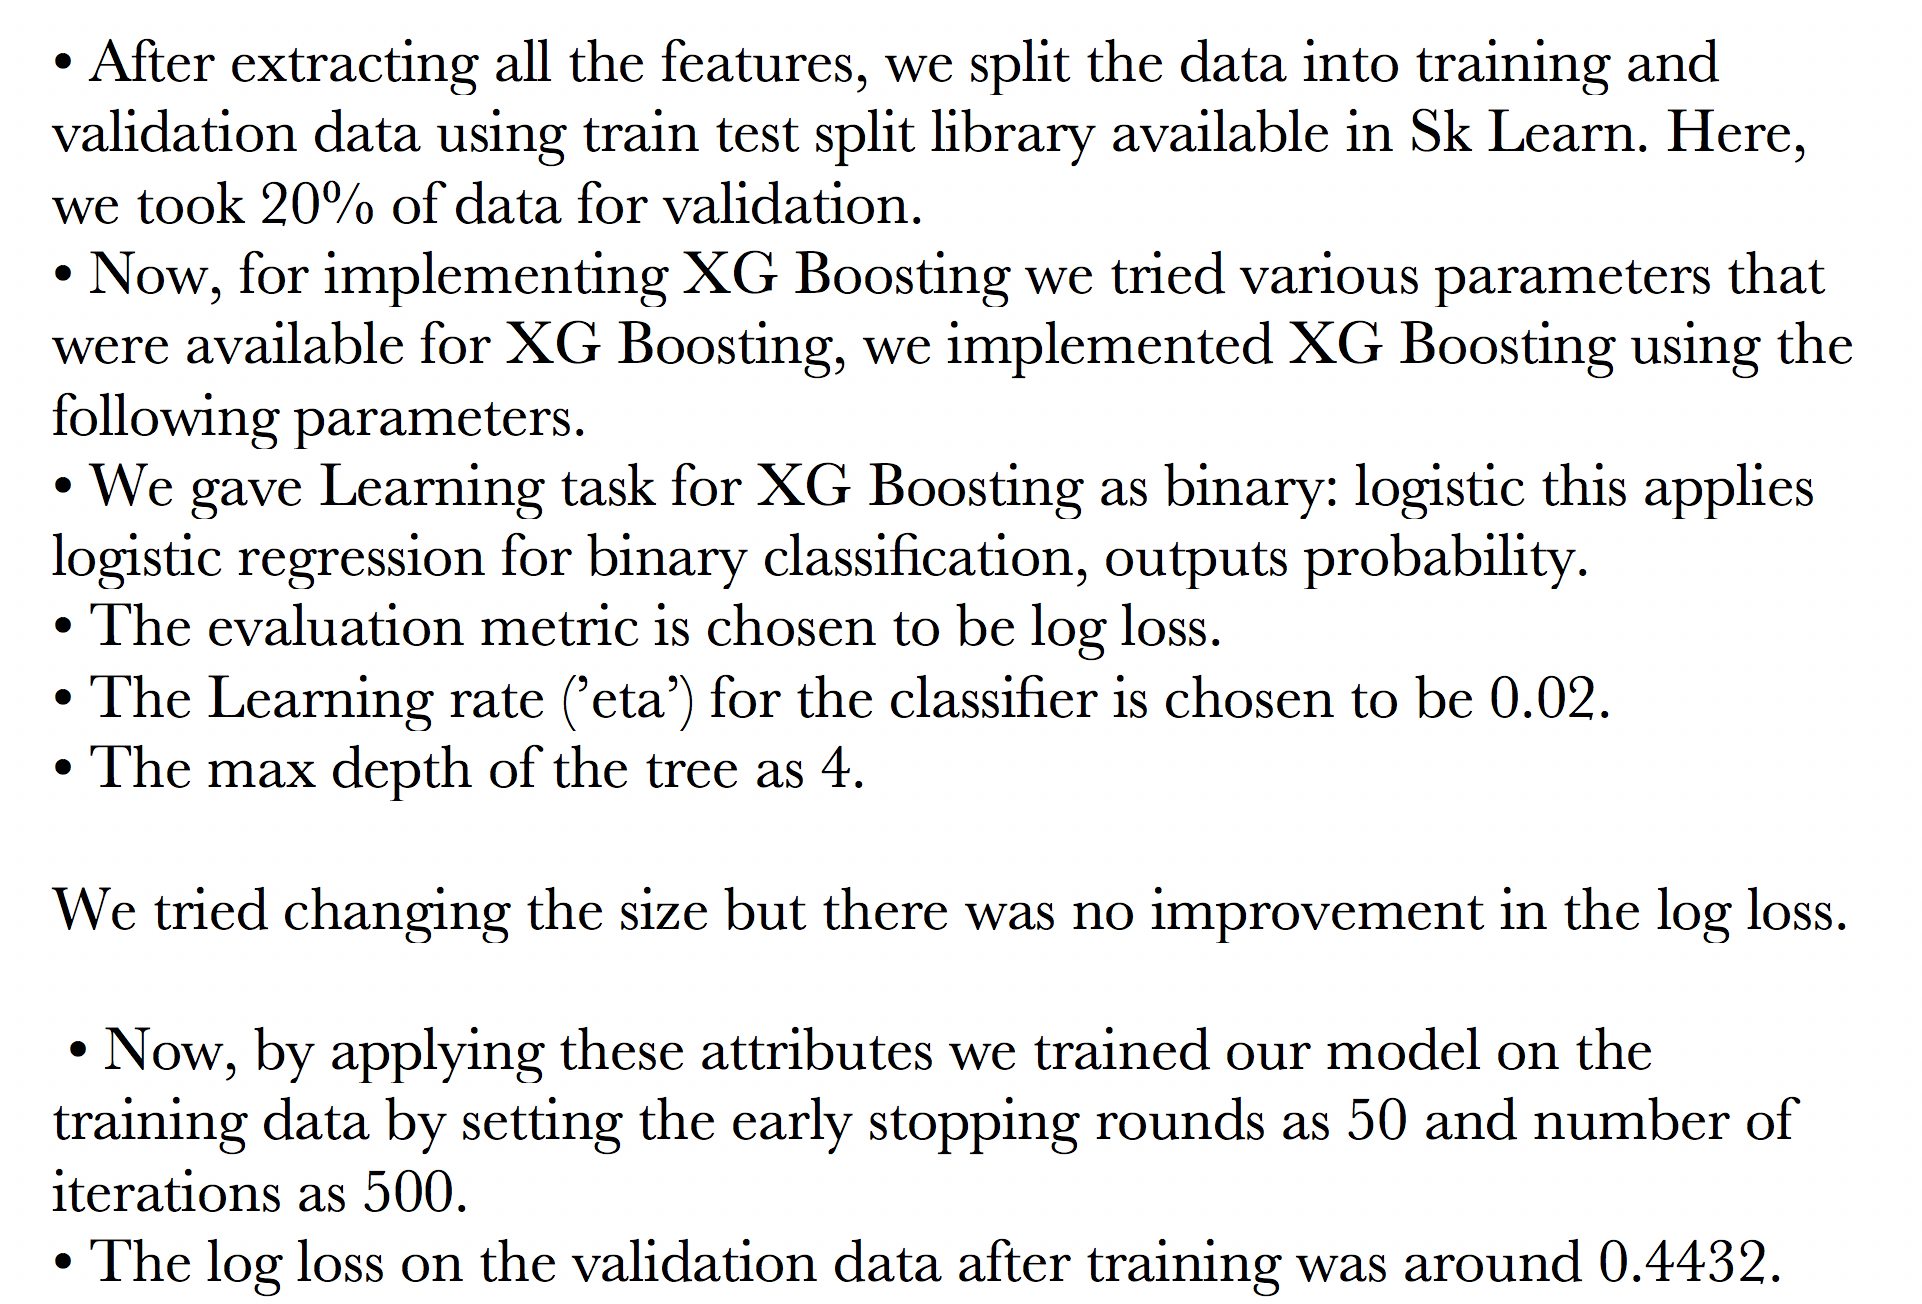 • After extracting all the features, we split the data into training and
validation data using train test split library available in Sk Learn. Here,
we took 20% of data for validation.
• Now, for implementing XG Boosting we tried various parameters that
were available for XG Boosting, we implemented XG Boosting using the
following parameters.
• We gave Learning task for XG Boosting as binary: logistic this applies
logistic regression for binary classification, outputs probability.
• The evaluation metric is chosen to be log loss.
• The Learning rate (’eta’) for the classifier is chosen to be 0.02.
• The max depth of the tree as 4.
We tried changing the size but there was no improvement in the log loss.
• Now, by applying these attributes we trained our model on the
training data by setting the early stopping rounds as 50 and number of
iterations as 500.
• The log loss on the validation data after training was around 0.4432.